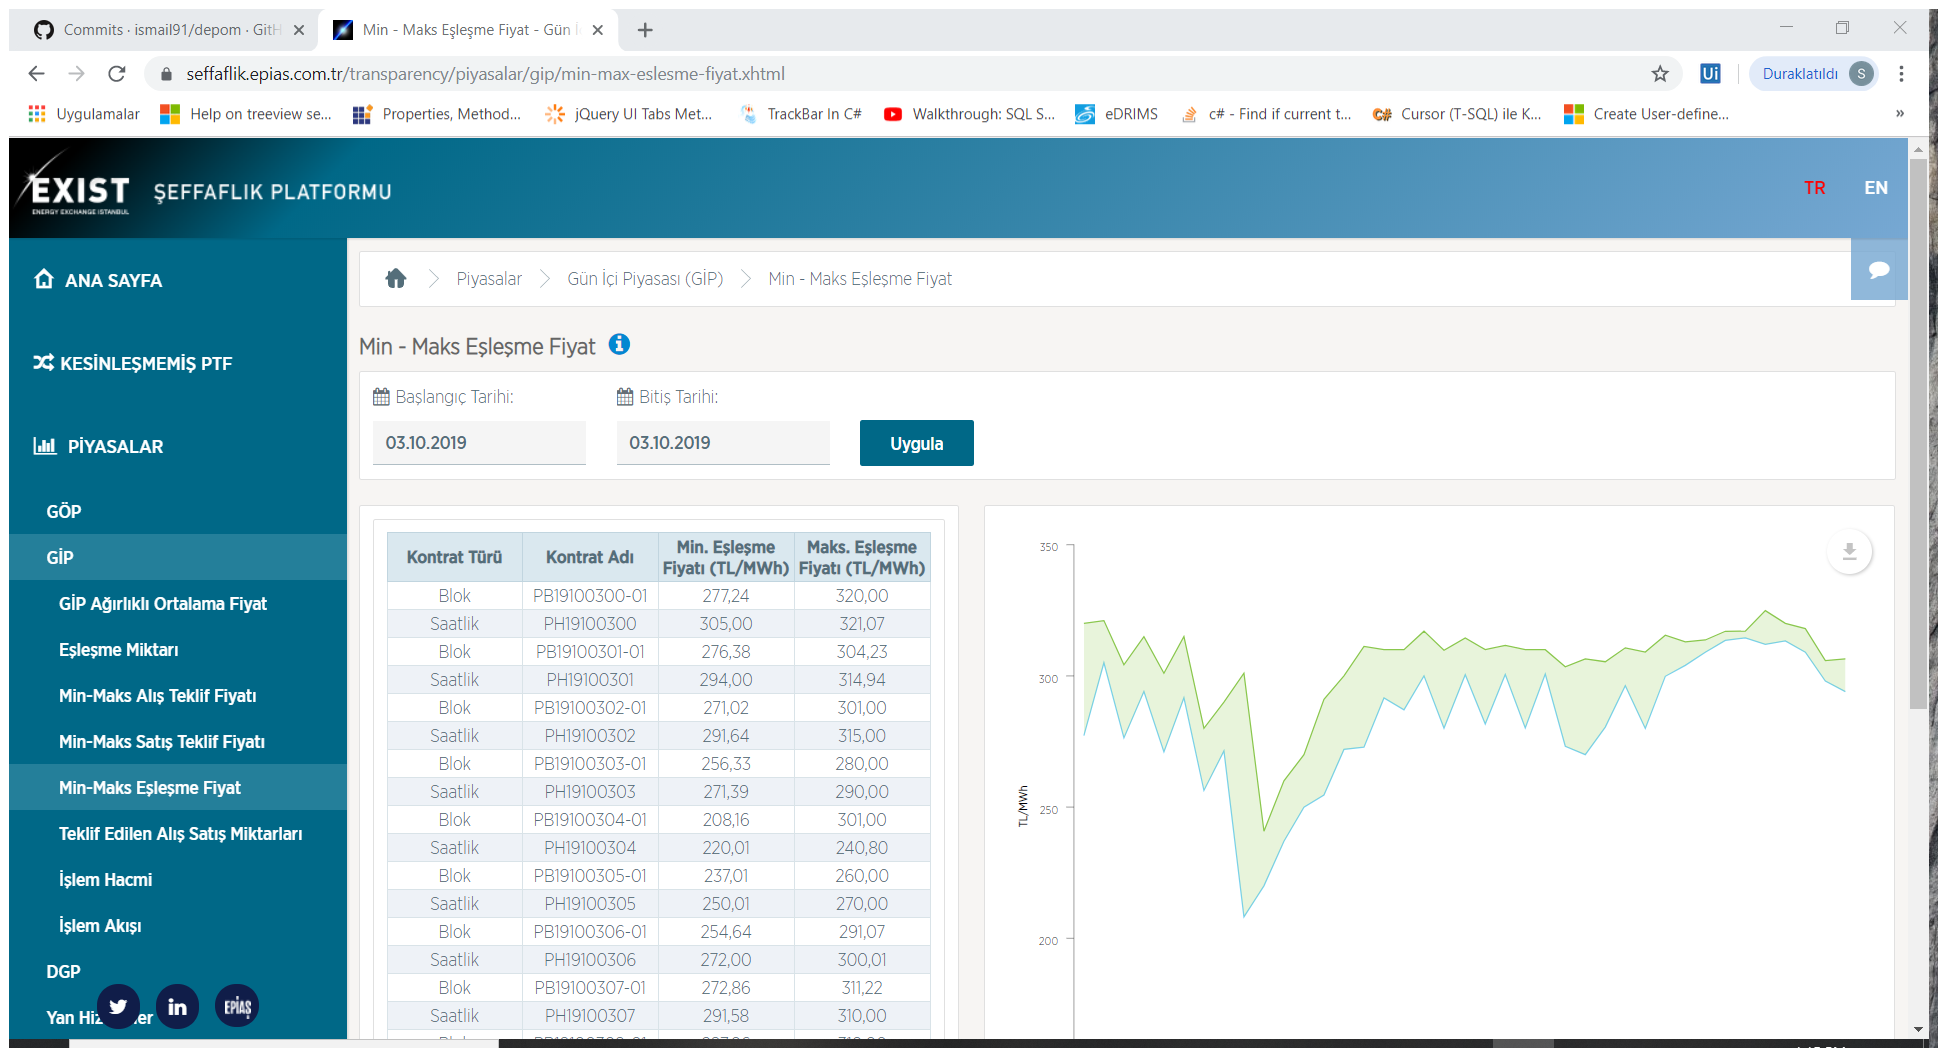 Commits · ismail91/depom · GitH
Min - Maks Eşleşme Fiyat - Gün İ
seffaflik.epias.com.tr/transparency/piyasalar/gip/min-max-eslesme-fiyat.xhtml
Ui
Duraklatıldı
S
Uygulamalar
Help on treeview se...
Properties, Method...
jQuery UI Tabs Met...
TrackBar In C#
Walkthrough: SQL S...
eDRIMS
c# - Find if current t...
Cursor (T-SQL) ile K...
Create User-define...
»
EXIST
ENERGY EXCHANGE ISTANBUL
ŞEFFAFLIK PLATFORMU
TR
EN
ANA SAYFA
KESİNLEŞMEMİŞ PTF
PİYASALAR
GÖP
GİP
GİP Ağırlıklı Ortalama Fiyat
Eşleşme Miktarı
Min-Maks Alış Teklif Fiyatı
Min-Maks Satış Teklif Fiyatı
Min-Maks Eşleşme Fiyat
Teklif Edilen Alış Satış Miktarları
İşlem Hacmi
İşlem Akışı
DGP
Yan Hiz
er
in
EPİAŞ
Piyasalar
Gün İçi Piyasası (GİP)
Min - Maks Eşleşme Fiyat
Min - Maks Eşleşme Fiyat
Başlangıç Tarihi:
Bitiş Tarihi:
03.10.2019
03.10.2019
Uygula
Kontrat Türü Kontrat Adı Min. Eşleşme Fiyatı (TL/MWh) Maks. Eşleşme Fiyatı (TL/MWh)
Blok PB19100300-01 277,24 320,00
Saatlik PH19100300 305,00 321,07
Blok PB19100301-01 276,38 304,23
Saatlik PH19100301 294,00 314,94
Blok PB19100302-01 271,02 301,00
Saatlik PH19100302 291,64 315,00
Blok PB19100303-01 256,33 280,00
Saatlik PH19100303 271,39 290,00
Blok PB19100304-01 208,16 301,00
Saatlik PH19100304 220,01 240,80
Blok PB19100305-01 237,01 260,00
Saatlik PH19100305 250,01 270,00
Blok PB19100306-01 254,64 291,07
Saatlik PH19100306 272,00 300,01
Blok PB19100307-01 272,86 311,22
Saatlik PH19100307 291,58 310,00
350
300
250
200
TL/MWh